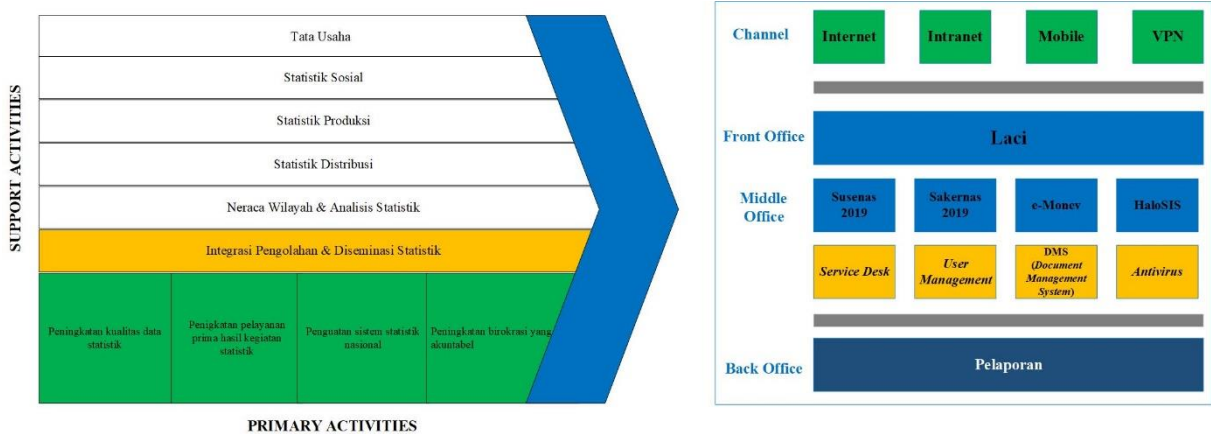 SUPPORT ACTIVITIES
Tata Usaha
Statistik Sosial
Statistik Produksi
Statistik Distribusi
Neraca Wilayah & Analisis Statistik
Integrasi Pengolahan & Diseminasi Statistik
Peningkatan kualitas data
statistik
Penigkatan pelayanan
prima hasil kegiatan
statistik
Penguatan sistem statistik
nasional
Peningkatan birokrasi yang
akuntabel
PRIMARY ACTIVITIES
Channel
Internet
Intranet
Mobile
VPN
Front Office
Laci
Middle
Office
Susenas
2019
Sakernas
2019
e-Monev
HaloSIS
Service Desk
User
Management
DMS
(Document
Management
System)
Antivirus
Back Office
Pelaporan